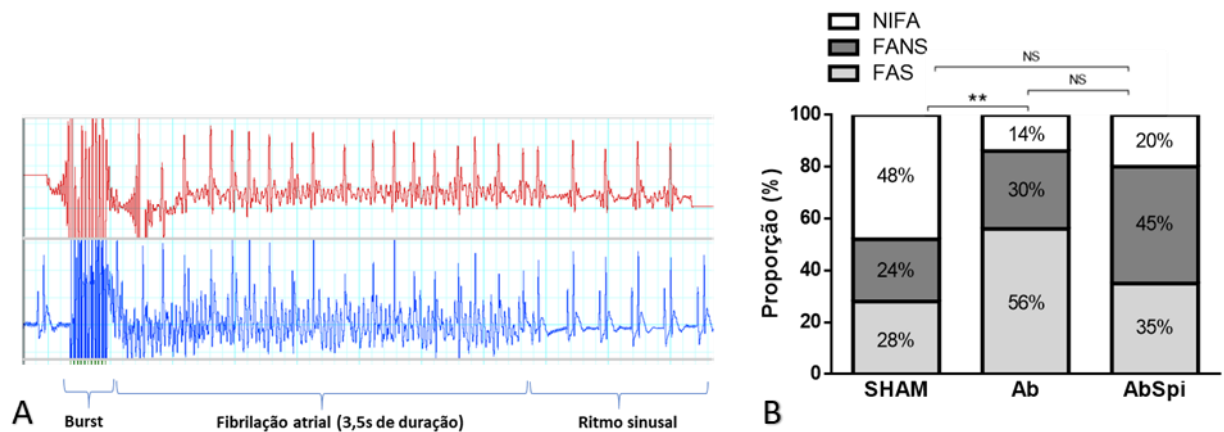 A
Burst
Fibrilação atrial (3,5s de duração)
Ritmo sinusal
B
NIFA
FANS
FAS
NS
NS
**
Proporção (%)
100
80
60
40
20
0
48%
24%
28%
14%
30%
56%
20%
45%
35%
SHAM
Ab
AbSpi